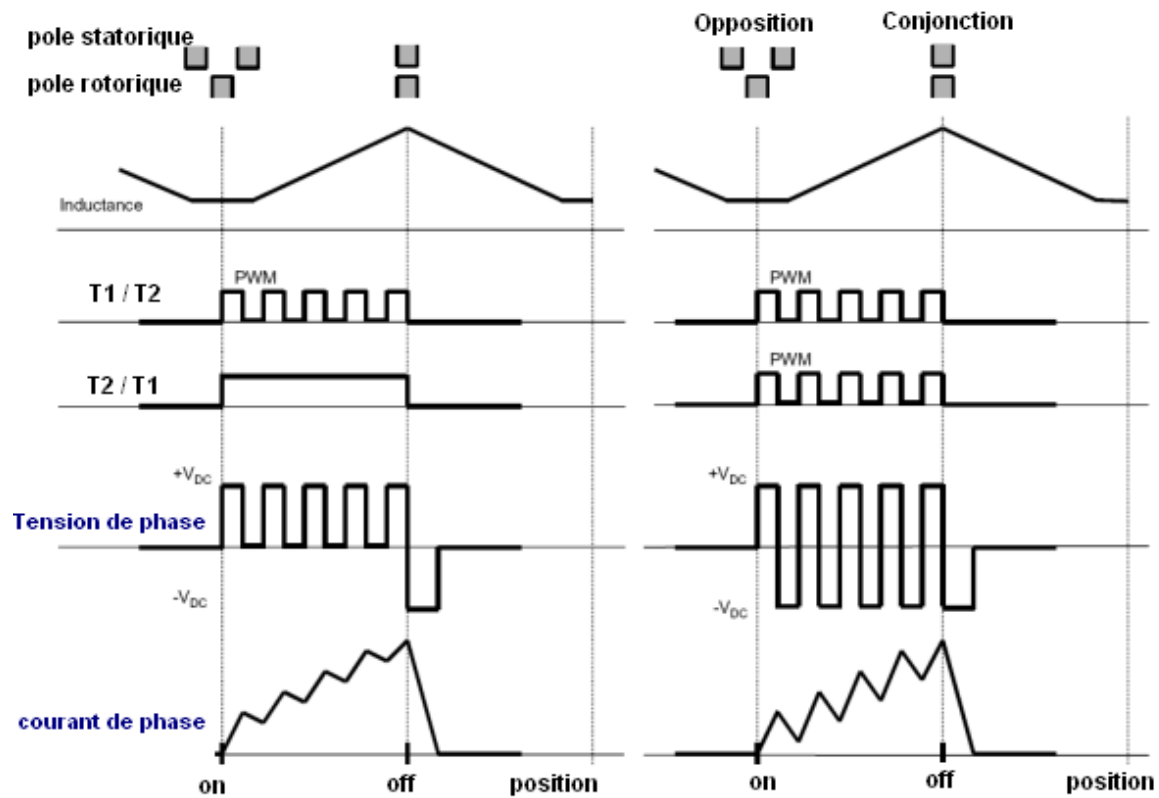 pole statorique
pole rotorique
Opposition
Conjonction
Inductance
PWM
PWM
T1 / T2
PWM
T2 / T1
+VDC
+VDC
Tension de phase
-VDC
-VDC
courant de phase
on
off
position
on
off
position